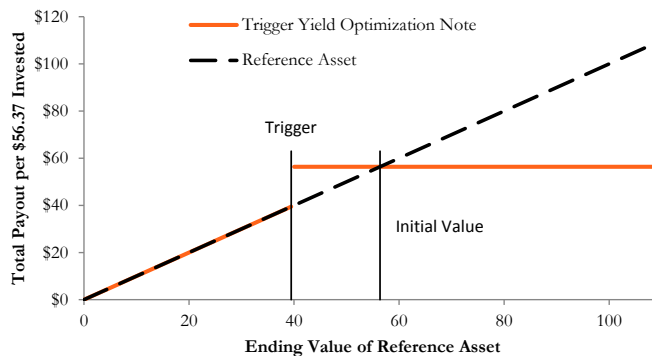 $120
$100
$80
$60
$40
$20
$0
Total Payout per $56.37 Invested
Trigger Yield Optimization Note
Reference Asset
Trigger
Initial Value
0
20
40
60
80
100
Ending Value of Reference Asset